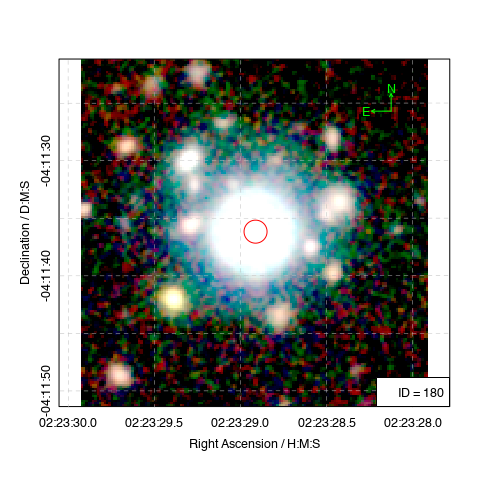 N
E
-04:11:30
-04:11:40
-04:11:50
Declination / D:M:S
ID = 180
02:23:30.0 02:23:29.5 02:23:29.0 02:23:28.5 02:23:28.0
Right Ascension / H:M:S